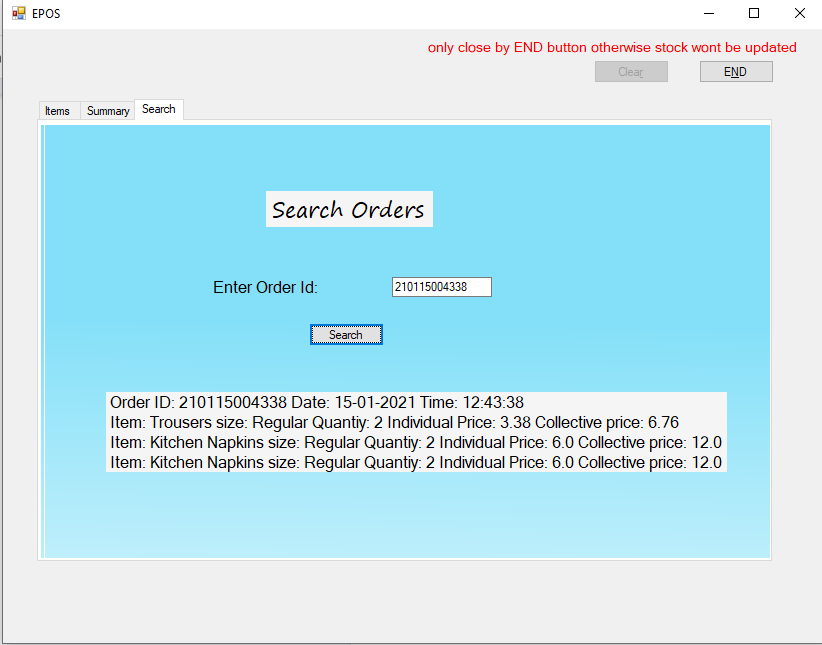 EPOS
only close by END button otherwise stock wont be updated
Clear
END
Items
Summary
Search
Search Orders
Enter Order Id:
210115004338
Search
Order ID: 210115004338 Date: 15-01-2021 Time: 12:43:38
Item: Trousers size: Regular Quantiy: 2 Individual Price: 3.38 Collective price: 6.76
Item: Kitchen Napkins size: Regular Quantiy: 2 Individual Price: 6.0 Collective price: 12.0
Item: Kitchen Napkins size: Regular Quantiy: 2 Individual Price: 6.0 Collective price: 12.0